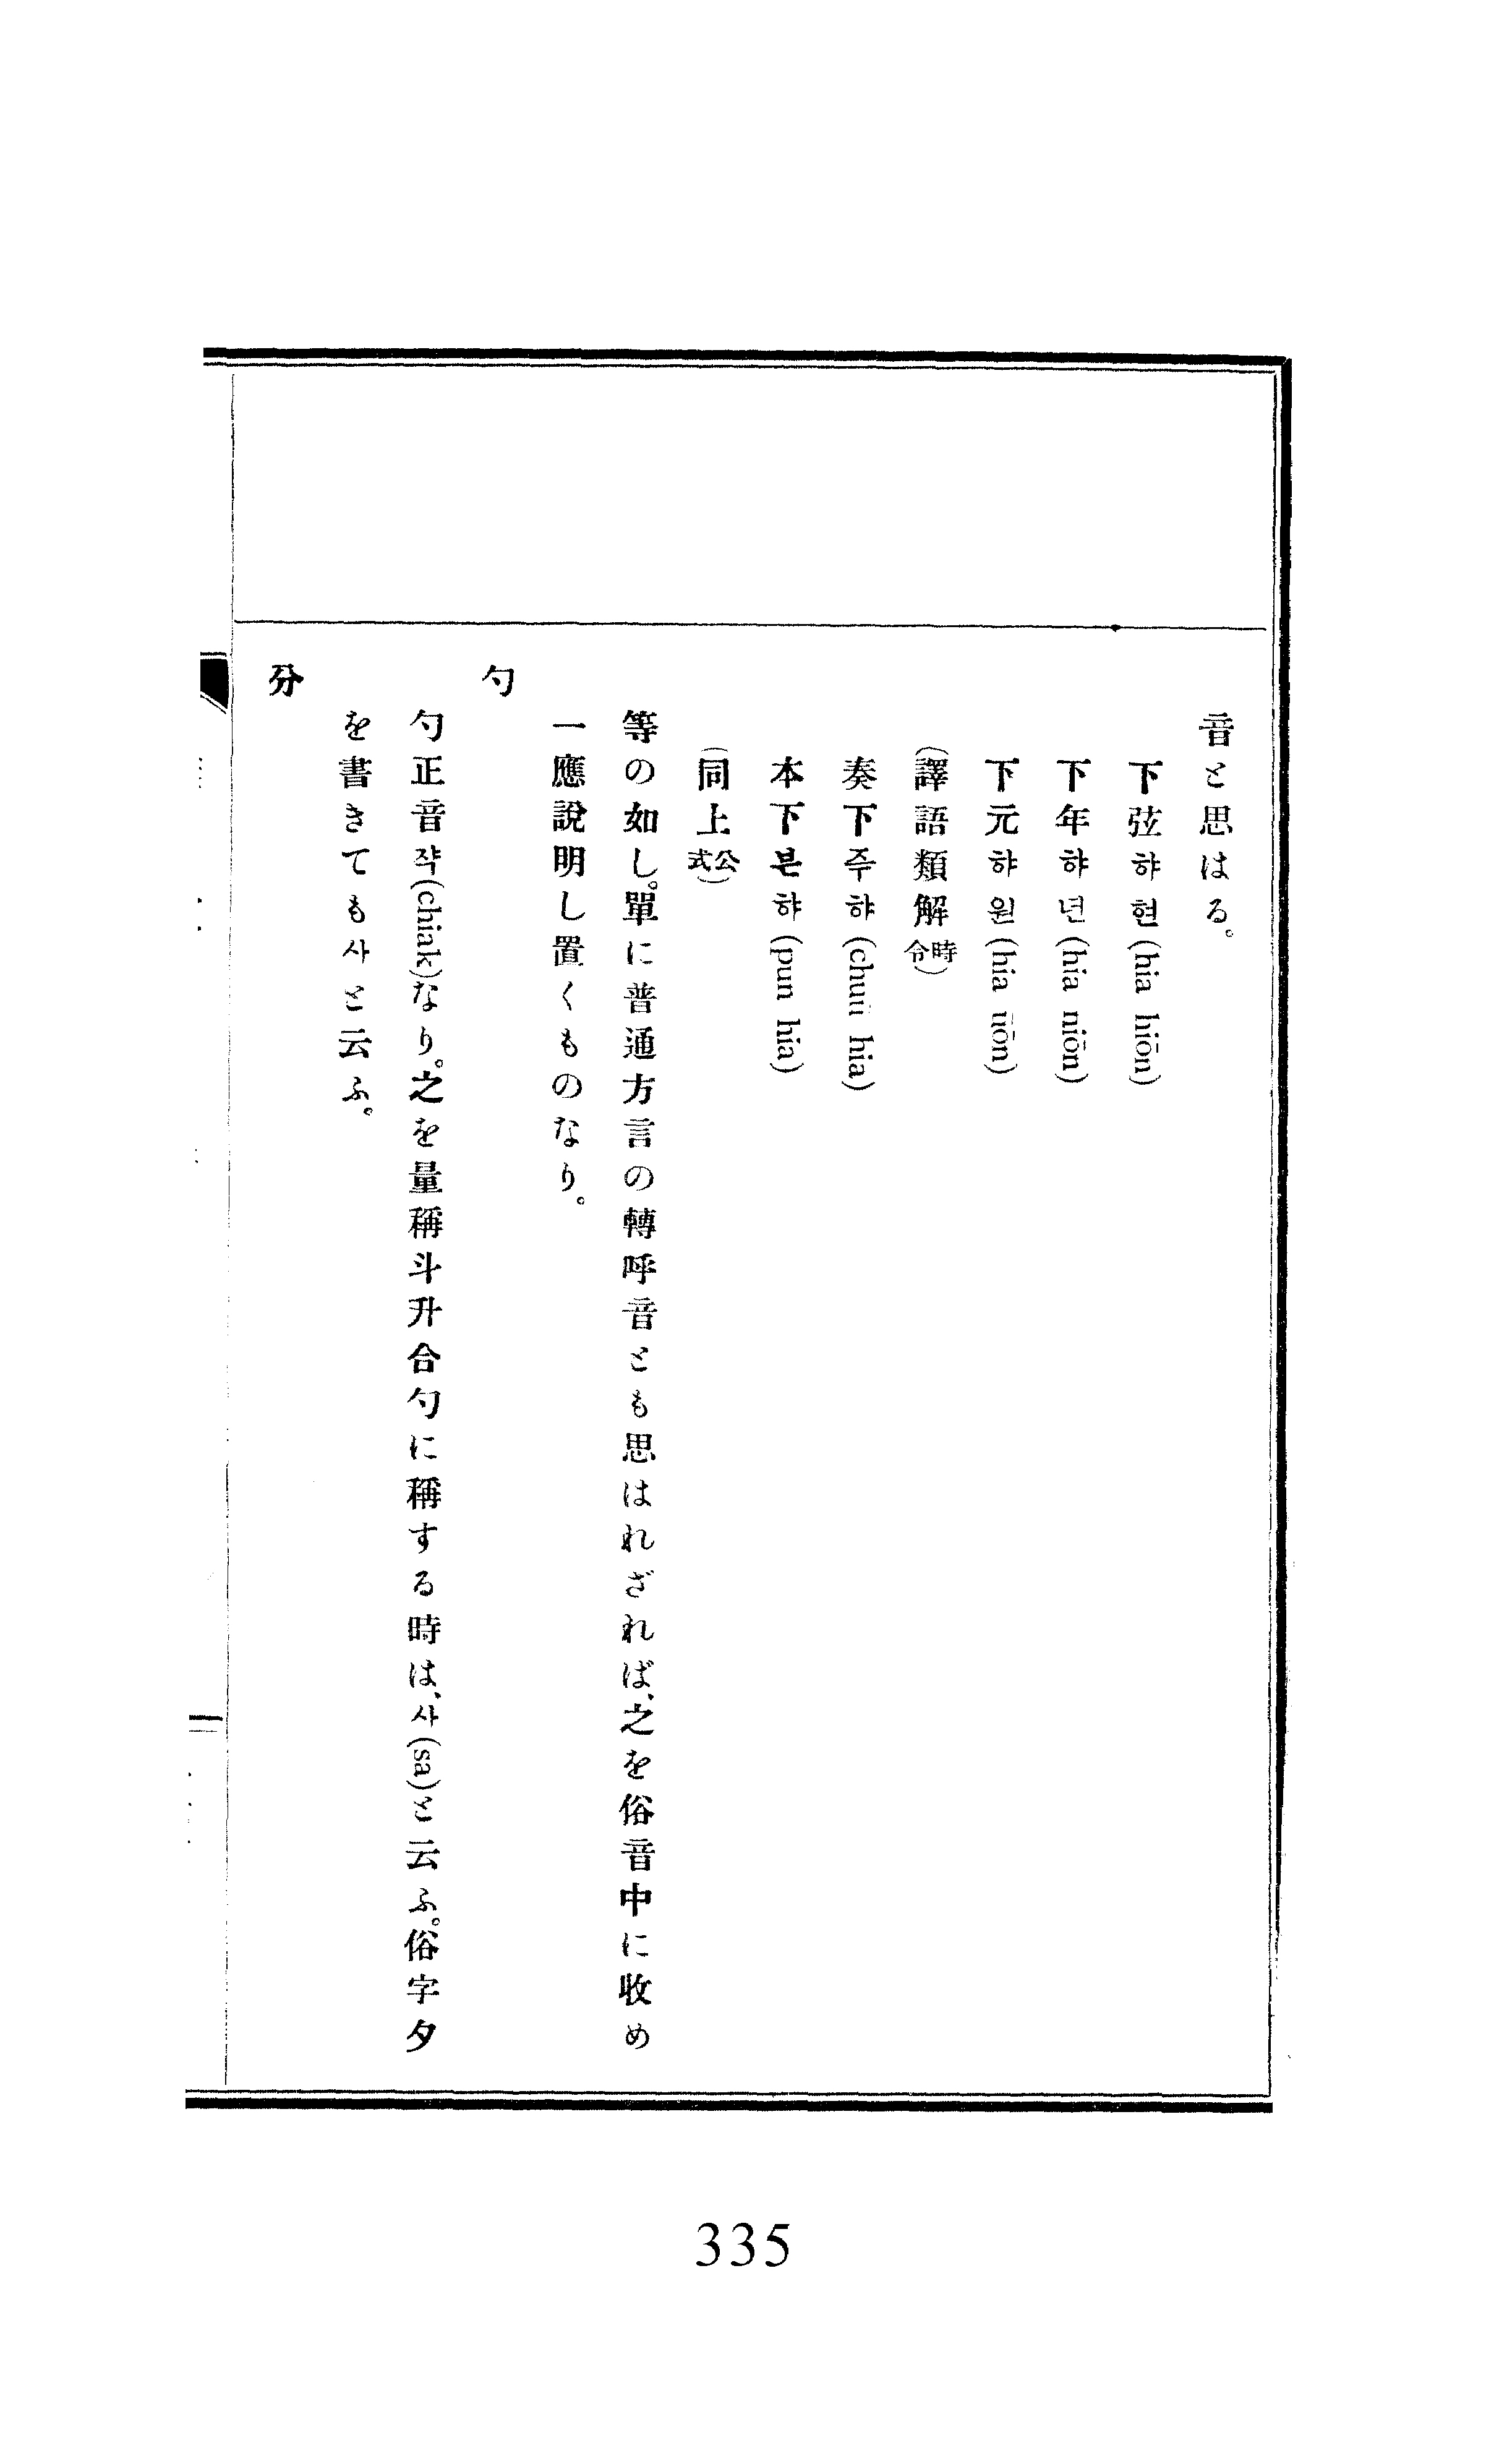 音と思はる。
下弦햐현(hia hiön)
下年햐년(hia niön)
下元햐원(hia üön)
(譯語類解時令)
奏下주햐(chuü hia)
本下본햐(pun hia)
(同上公式)
等の如し。單に普通方言の轉呼音とも思はれざれば、之を俗音中に收め
一應說明し置くものなり。
勺
勺正音쟉(chiak)なり。之を量稱斗升合勺に稱する時は、사(sa)と云ふ。俗字夕
を書きても사と云ふ。
分
335